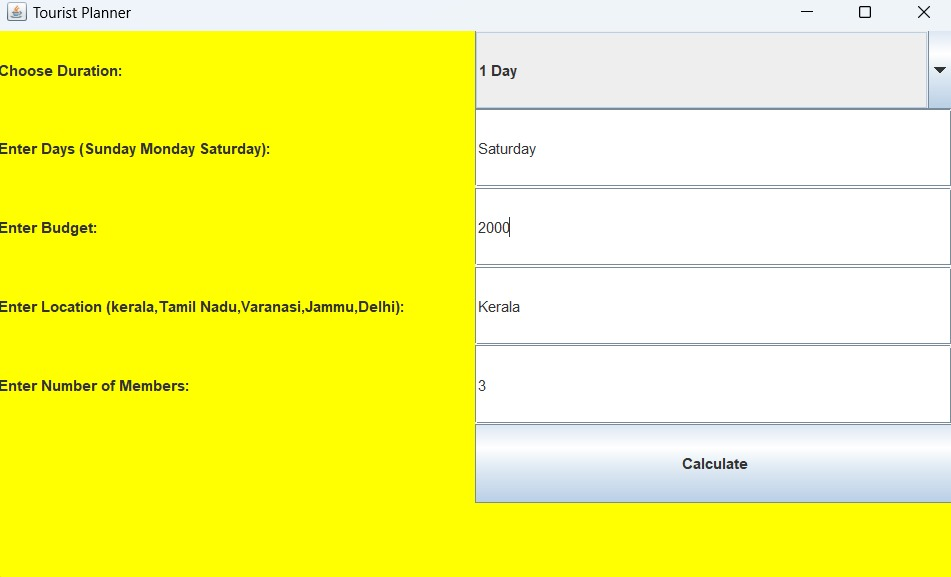 Tourist Planner
Choose Duration: 1 Day
Enter Days (Sunday Monday Saturday): Saturday
Enter Budget: 2000
Enter Location (kerala,Tamil Nadu,Varanasi,Jammu,Delhi): Kerala
Enter Number of Members: 3
Calculate